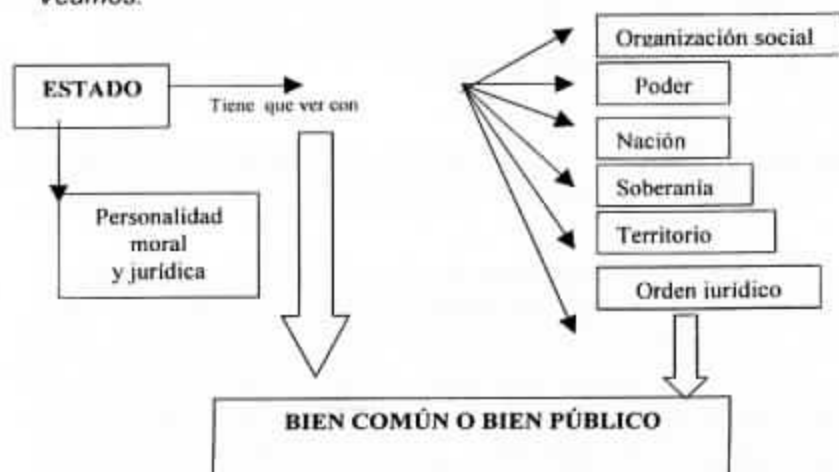 Veamos:
Organización social
ESTADO
Tiene que ver con
Poder
Nación
Soberanía
Personalidad
moral
y jurídica
Territorio
Orden jurídico
BIEN COMÚN O BIEN PÚBLICO